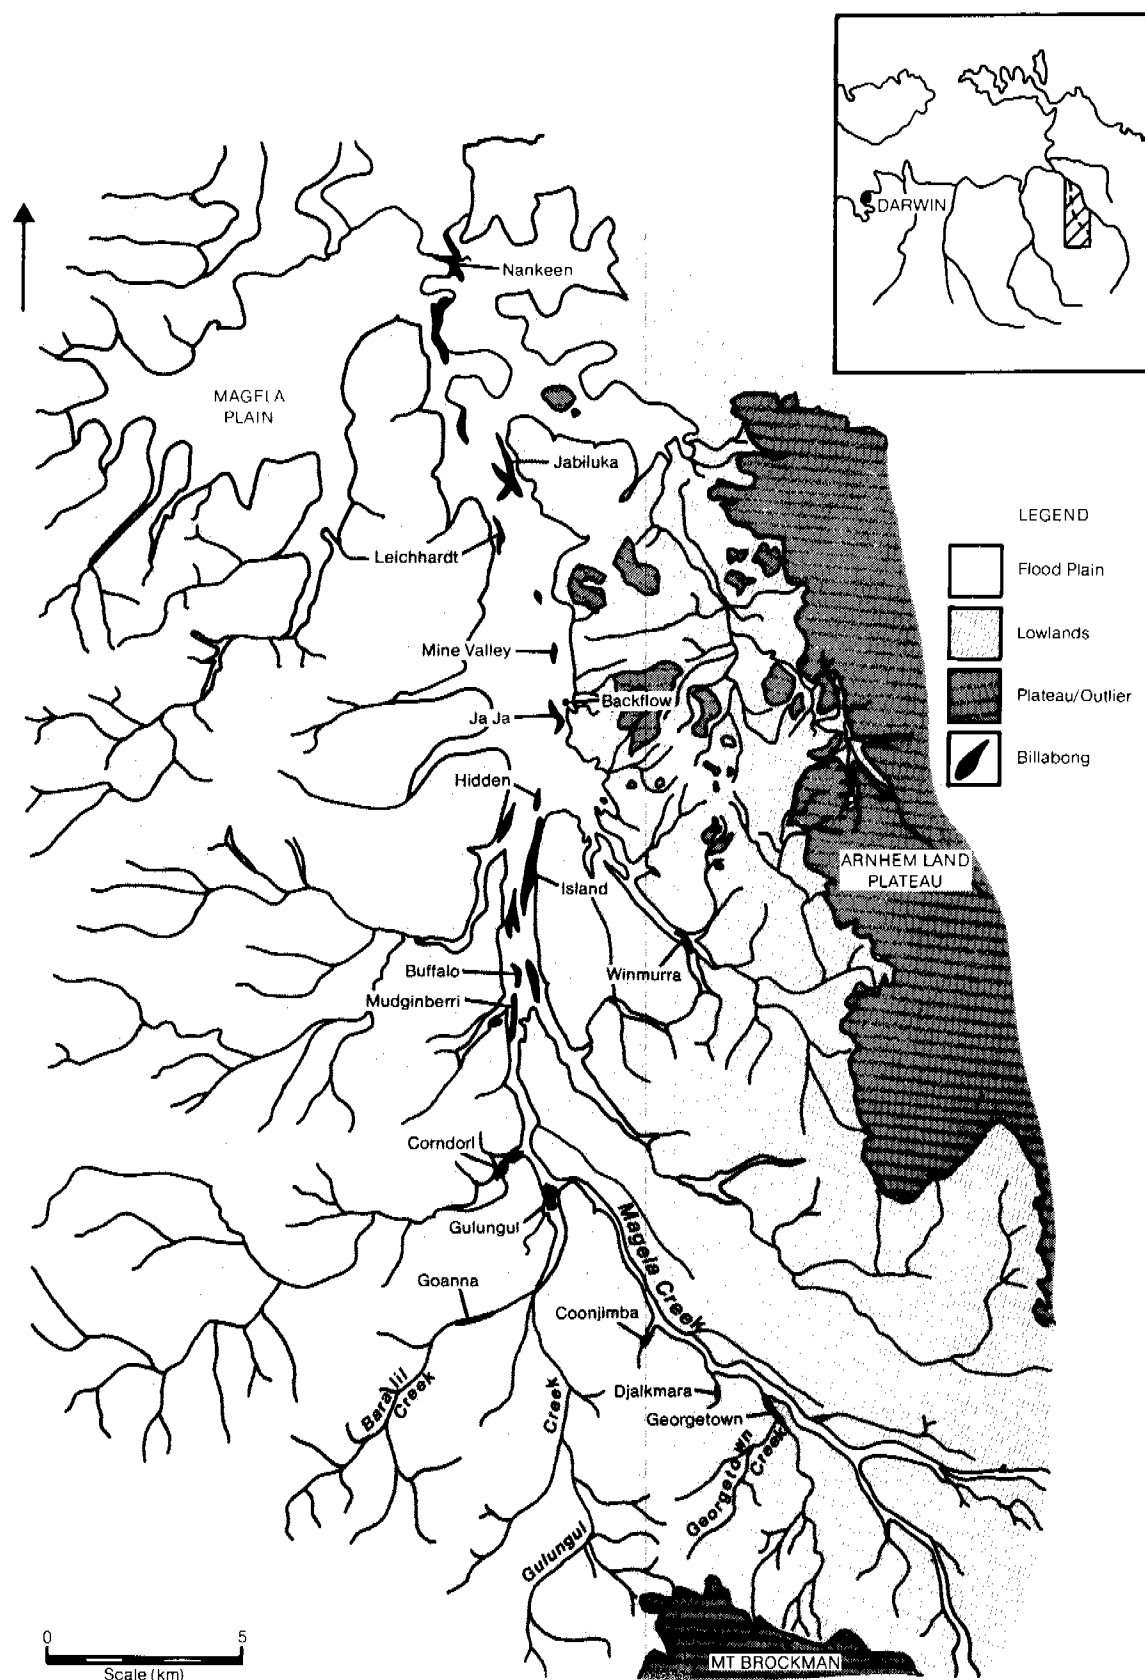 DARWIN
Nankeen
MAGELA
PLAIN
Jabiluka
LEGEND
Leichhardt
Flood Plain
Lowlands
Mine Valley
Backflow
Plateau/Outlier
Ja Ja
Billabong
Hidden
ARNHEM LAND
PLATEAU
Island
Buffalo
Winmurra
Mudginberri
Corndorl
Gulungul
Magela Creek
Goanna
Coonjimba
Baralil
Creek
Djalkmara
Creek
Georgetown
Georgetown
Creek
Gulungul
0 5
Scale (km)
MT BROCKMAN